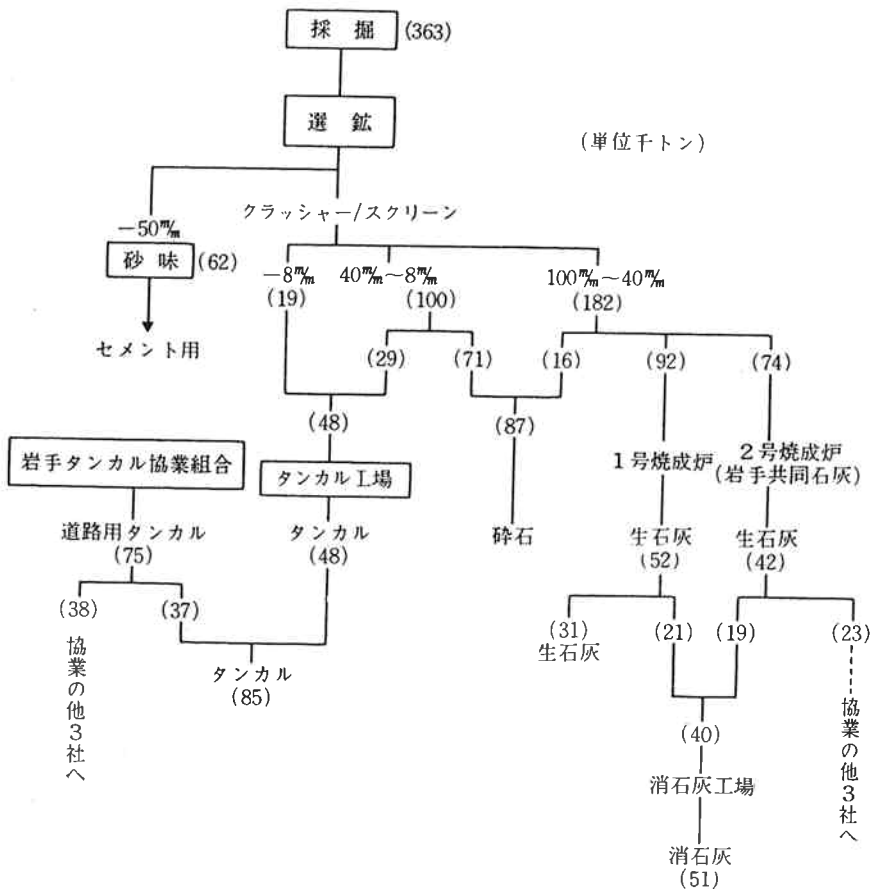 採掘 (363)
選鉱
(単位千トン)
クラッシャー/スクリーン
-50m/m
砂味 (62)
セメント用
-8m/m 40m/m~8m/m 100m/m~40m/m
(19) (100) (182)
(29) (71) (16) (92) (74)
(48) (87)
岩手タンカル協業組合 タンカル工場 1号焼成炉 2号焼成炉
(岩手共同石灰)
道路用タンカル タンカル 砕石 生石灰 生石灰
(75) (48) (52) (42)
(38) (37) (31) (21) (19) (23)
生石灰
協業の他3社へ
タンカル
(85)
(40)
協業の他3社へ
消石灰工場
消石灰
(51)